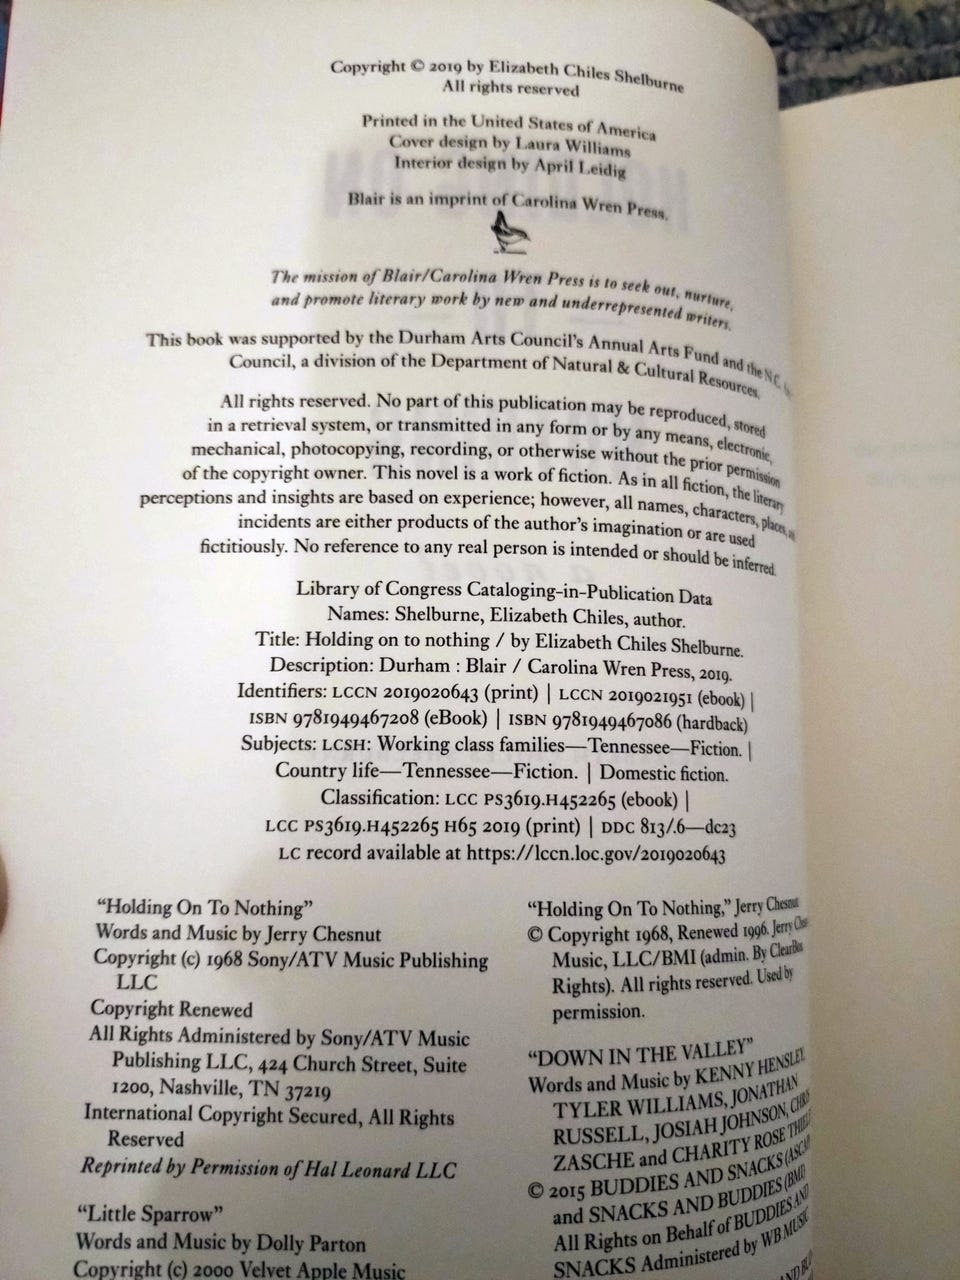 Copyright © 2019 by Elizabeth Chiles Shelburne
All rights reserved
Printed in the United States of America
Cover design by Laura Williams
Interior design by April Leidig
Blair is an imprint of Carolina Wren Press.
The mission of Blair/Carolina Wren Press is to seek out, nurture,
and promote literary work by new and underrepresented writers.
This book was supported by the Durham Arts Council's Annual Arts Fund and the N.C.
Council, a division of the Department of Natural & Cultural Resources.
All rights reserved. No part of this publication may be reproduced, stored
in a retrieval system, or transmitted in any form or by any means, electronic,
mechanical, photocopying, recording, or otherwise without the prior permission
of the copyright owner. This novel is a work of fiction. As in all fiction, the literary
perceptions and insights are based on experience; however, all names, characters, places,
incidents are either products of the author's imagination or are used
fictitiously. No reference to any real person is intended or should be inferred.
Library of Congress Cataloging-in-Publication Data
Names: Shelburne, Elizabeth Chiles, author.
Title: Holding on to nothing / by Elizabeth Chiles Shelburne.
Description: Durham : Blair / Carolina Wren Press, 2019.
Identifiers: LCCN 2019020643 (print) | LCCN 2019021951 (ebook) |
ISBN 9781949467208 (eBook) | ISBN 9781949467086 (hardback)
Subjects: LCSH: Working class families—Tennessee—Fiction. |
Country life—Tennessee—Fiction. | Domestic fiction.
Classification: LCC PS3619.H452265 (ebook) |
LCC PS3619.H452265 H65 2019 (print) | DDC 813/.6—dc23
LC record available at https://lccn.loc.gov/2019020643
"Holding On To Nothing"
Words and Music by Jerry Chesnut
Copyright (c) 1968 Sony/ATV Music Publishing
LLC
Copyright Renewed
All Rights Administered by Sony/ATV Music
Publishing LLC, 424 Church Street, Suite
1200, Nashville, TN 37219
International Copyright Secured, All Rights
Reserved
Reprinted by Permission of Hal Leonard LLC
"Little Sparrow"
Words and Music by Dolly Parton
Copyright (c) 2000 Velvet Apple Music
"Holding On To Nothing," Jerry Chesnut
© Copyright 1968, Renewed 1996. Jerry
Music, LLC/BMI (admin. By ClearBox
Rights). All rights reserved. Used by
permission.
"DOWN IN THE VALLEY"
Words and Music by KENNY HENSLEY,
TYLER WILLIAMS, JONATHAN
RUSSELL, JOSIAH JOHNSON, CHRIS
ZASCHE and CHARITY ROSE
© 2015 BUDDIES AND SNACKS (ASCAP)
and SNACKS AND BUDDIES (BMI)
All Rights on Behalf of BUDDIES AND
SNACKS Administered by WB MUSIC